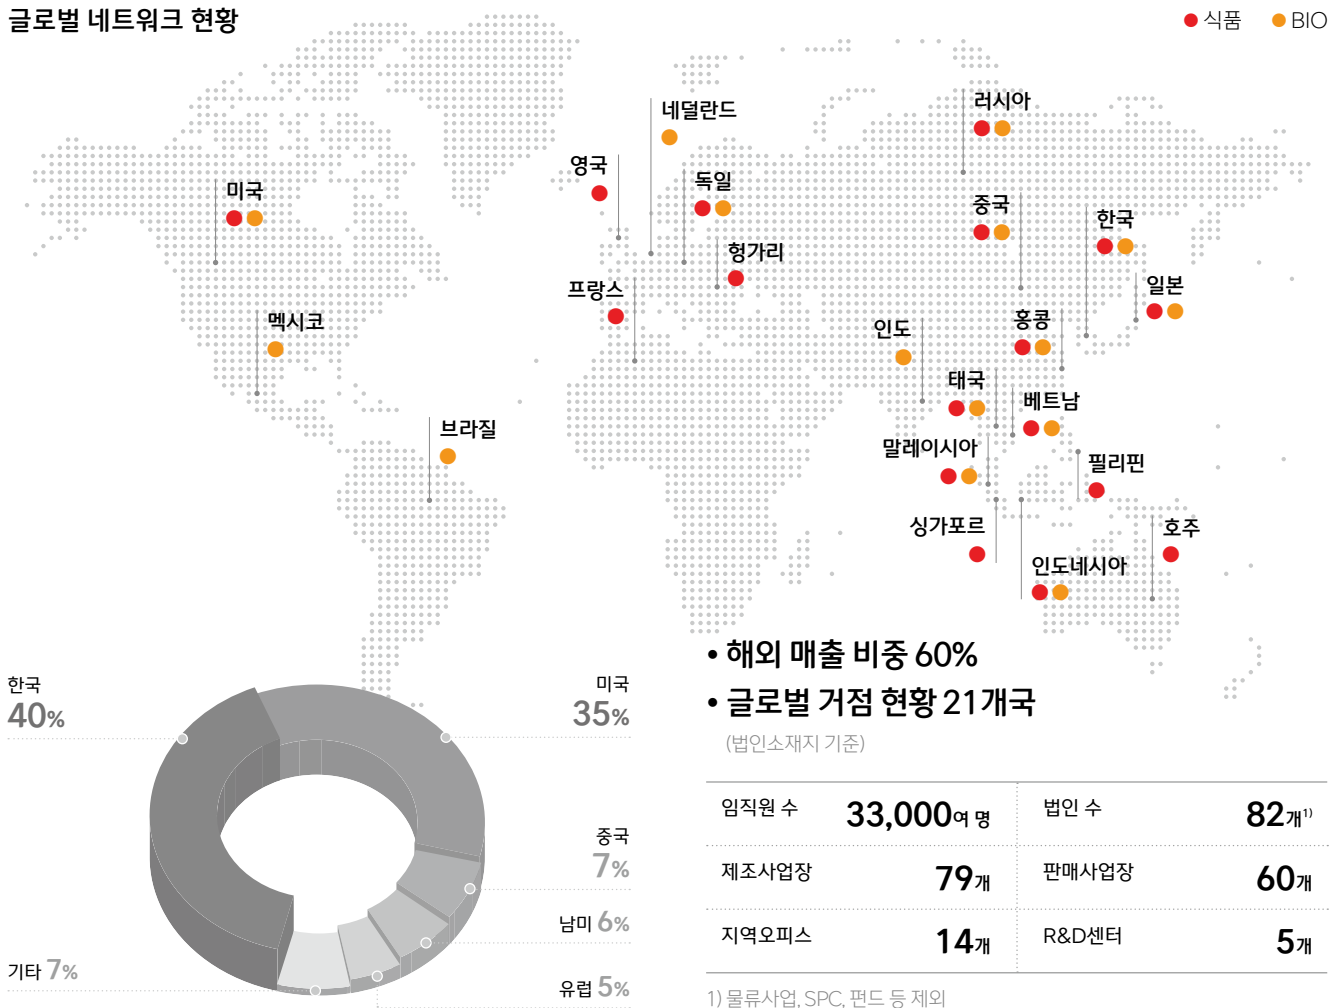 글로벌 네트워크 현황
식품
BIO
네덜란드
러시아
영국
독일
미국
중국
한국
헝가리
프랑스
일본
멕시코
인도
홍콩
태국
베트남
브라질
말레이시아
필리핀
싱가포르
호주
인도네시아
• 해외 매출 비중 60%
• 글로벌 거점 현황 21개국
(법인소재지 기준)
한국
40%
미국
35%
중국
7%
남미 6%
유럽 5%
기타 7%
임직원 수 33,000여 명
법인 수 82개1)
제조사업장 79개
판매사업장 60개
지역오피스 14개
R&D센터 5개
1) 물류사업, SPC, 펀드 등 제외